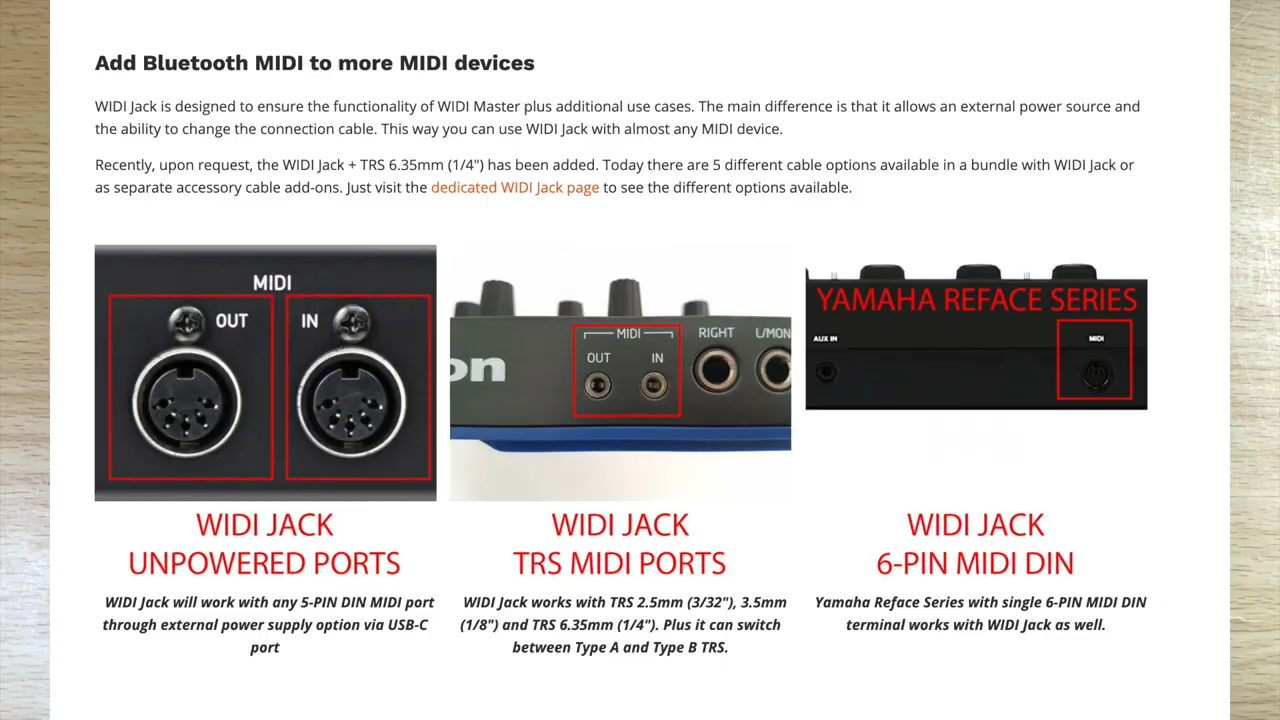 Add Bluetooth MIDI to more MIDI devices
WIDI Jack is designed to ensure the functionality of WIDI Master plus additional use cases. The main difference is that it allows an external power source and
the ability to change the connection cable. This way you can use WIDI Jack with almost any MIDI device.
Recently, upon request, the WIDI Jack + TRS 6.35mm (1/4") has been added. Today there are 5 different cable options available in a bundle with WIDI Jack or
as separate accessory cable add-ons. Just visit the dedicated WIDI Jack page to see the different options available.
MIDI
OUT
IN
WIDI JACK
UNPOWERED PORTS
WIDI Jack will work with any 5-PIN DIN MIDI port
through external power supply option via USB-C
port
MIDI
OUT
IN
RIGHT
L/MON
on
WIDI JACK
TRS MIDI PORTS
WIDI Jack works with TRS 2.5mm (3/32"), 3.5mm
(1/8") and TRS 6.35mm (1/4"). Plus it can switch
between Type A and Type B TRS.
YAMAHA REFACE SERIES
AUX IN
MIDI
WIDI JACK
6-PIN MIDI DIN
Yamaha Reface Series with single 6-PIN MIDI DIN
terminal works with WIDI Jack as well.